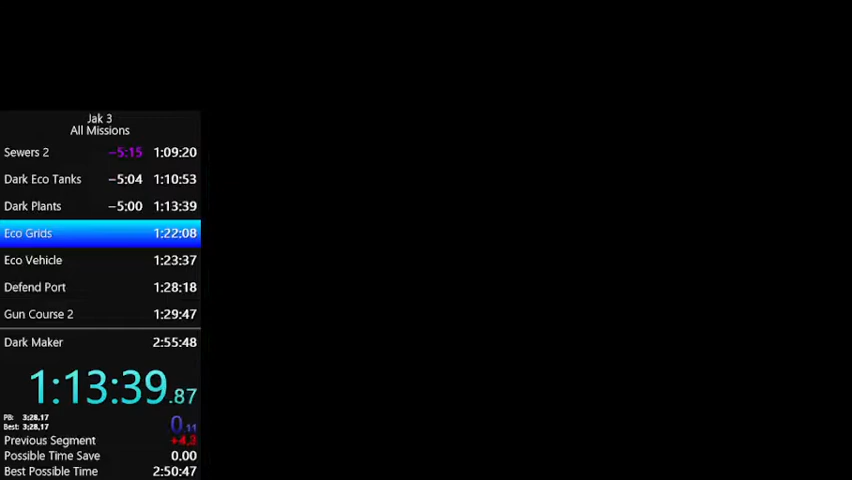 Jak 3
All Missions
Sewers 2 −5:15 1:09:20
Dark Eco Tanks −5:04 1:10:53
Dark Plants −5:00 1:13:39
Eco Grids 1:22:08
Eco Vehicle 1:23:37
Defend Port 1:28:18
Gun Course 2 1:29:47
Dark Maker 2:55:48
1:13:39.87
PB: 3:28.17 0.11
Best: 3:28.17
Previous Segment +4.3
Possible Time Save 0.00
Best Possible Time 2:50:47